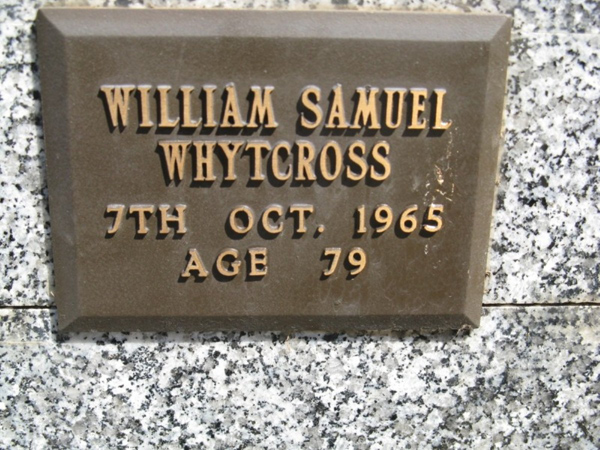 WILLIAM SAMUEL
WHYTCROSS
7TH OCT. 1965
AGE 79